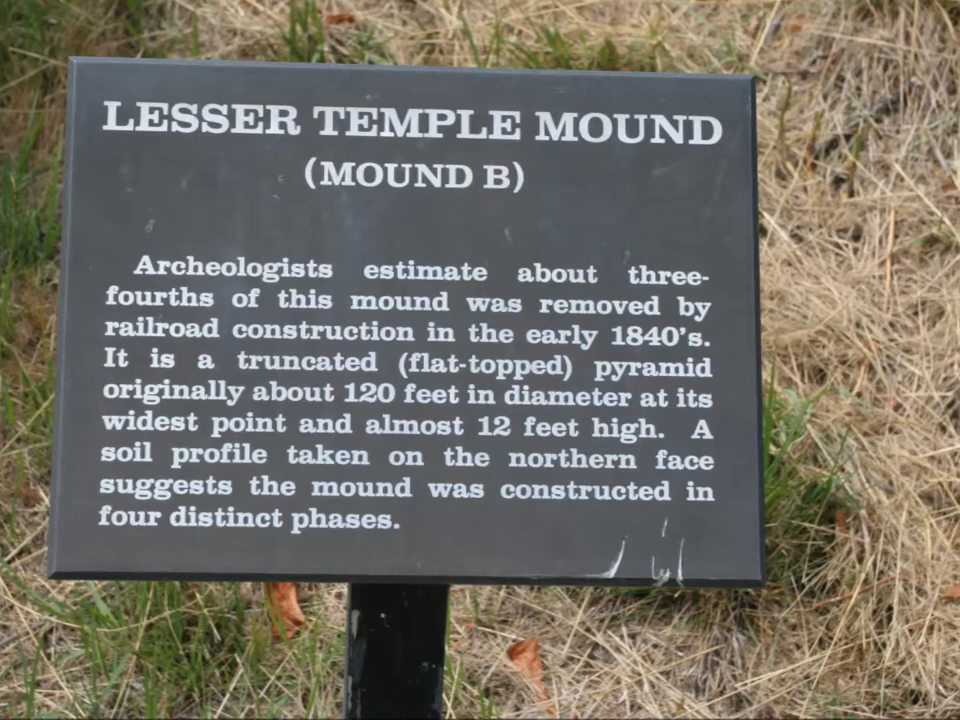 LESSER TEMPLE MOUND
(MOUND B)
Archeologists estimate about three-
fourths of this mound was removed by
railroad construction in the early 1840's.
It is a truncated (flat-topped) pyramid
originally about 120 feet in diameter at its
widest point and almost 12 feet high. A
soil profile taken on the northern face
suggests the mound was constructed in
four distinct phases.